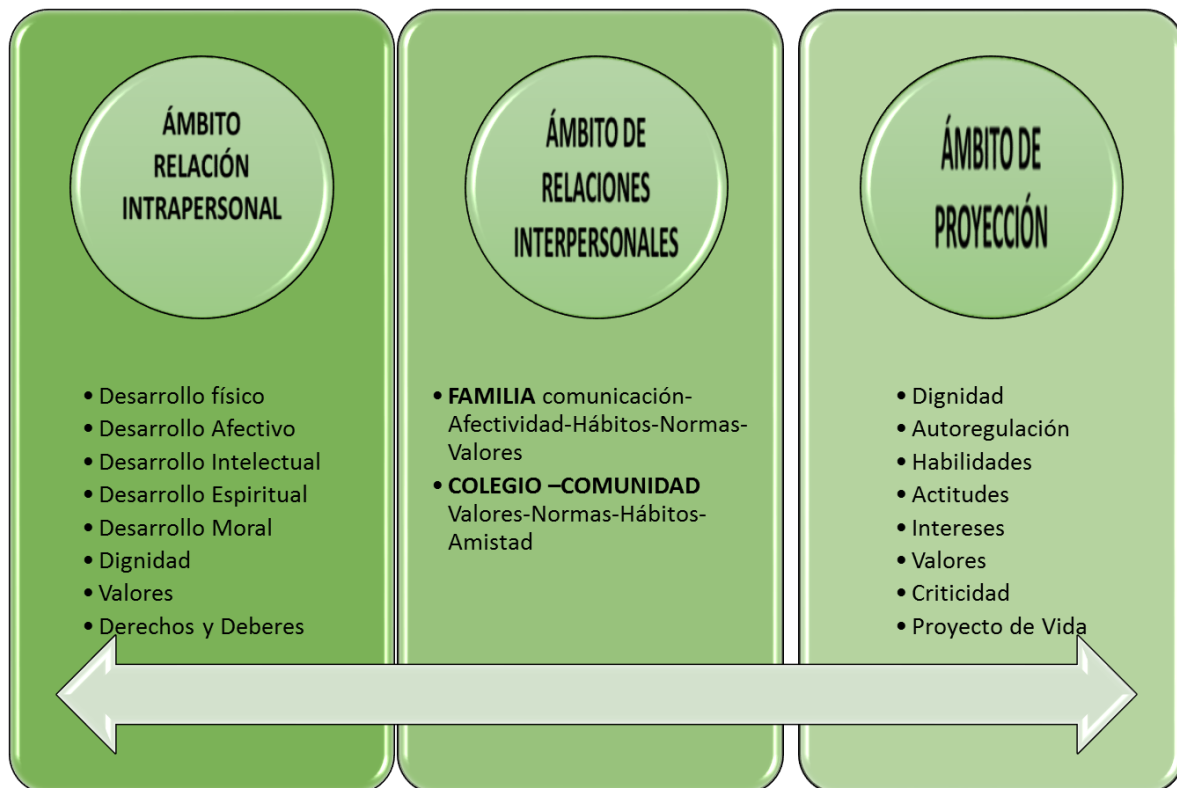 ÁMBITO
RELACIÓN
INTRAPERSONAL
• Desarrollo físico
• Desarrollo Afectivo
• Desarrollo Intelectual
• Desarrollo Espiritual
• Desarrollo Moral
• Dignidad
• Valores
• Derechos y Deberes
ÁMBITO DE
RELACIONES
INTERPERSONALES
• FAMILIA comunicación-
Afectividad-Hábitos-Normas-
Valores
• COLEGIO –COMUNIDAD
Valores-Normas-Hábitos-
Amistad
ÁMBITO DE
PROYECCIÓN
• Dignidad
• Autoregulación
• Habilidades
• Actitudes
• Intereses
• Valores
• Criticidad
• Proyecto de Vida